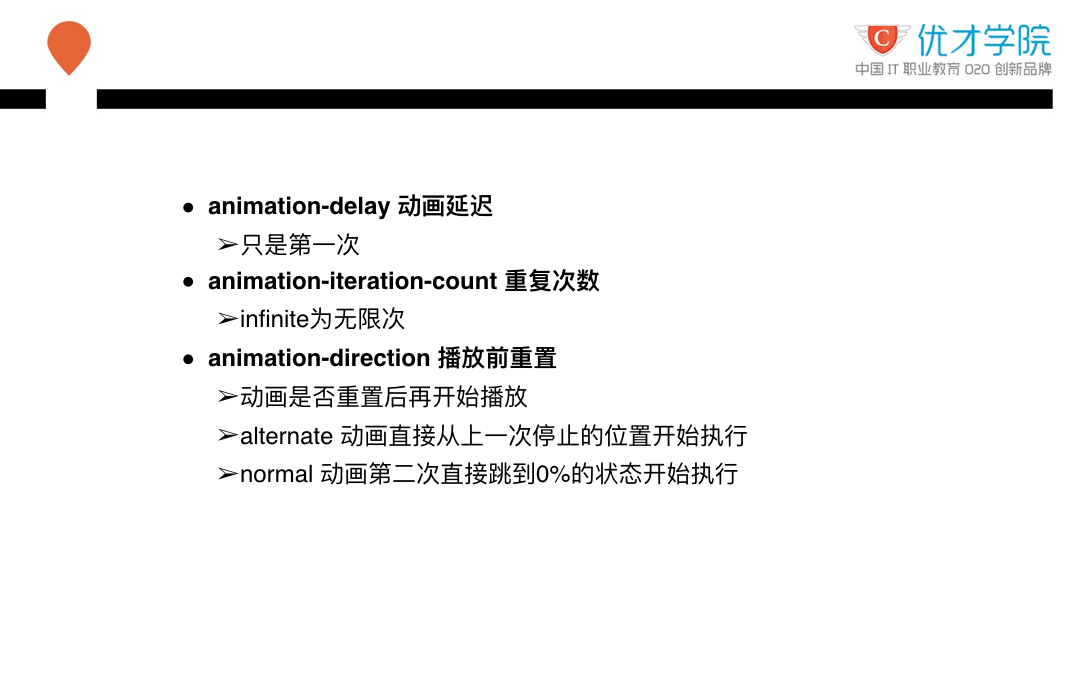 C 优才学院
中国 IT 职业教育 O2O 创新品牌
● animation-delay 动画延迟
➢只是第一次
● animation-iteration-count 重复次数
➢infinite为无限次
● animation-direction 播放前重置
➢动画是否重置后再开始播放
➢alternate 动画直接从上一次停止的位置开始执行
➢normal 动画第二次直接跳到0%的状态开始执行